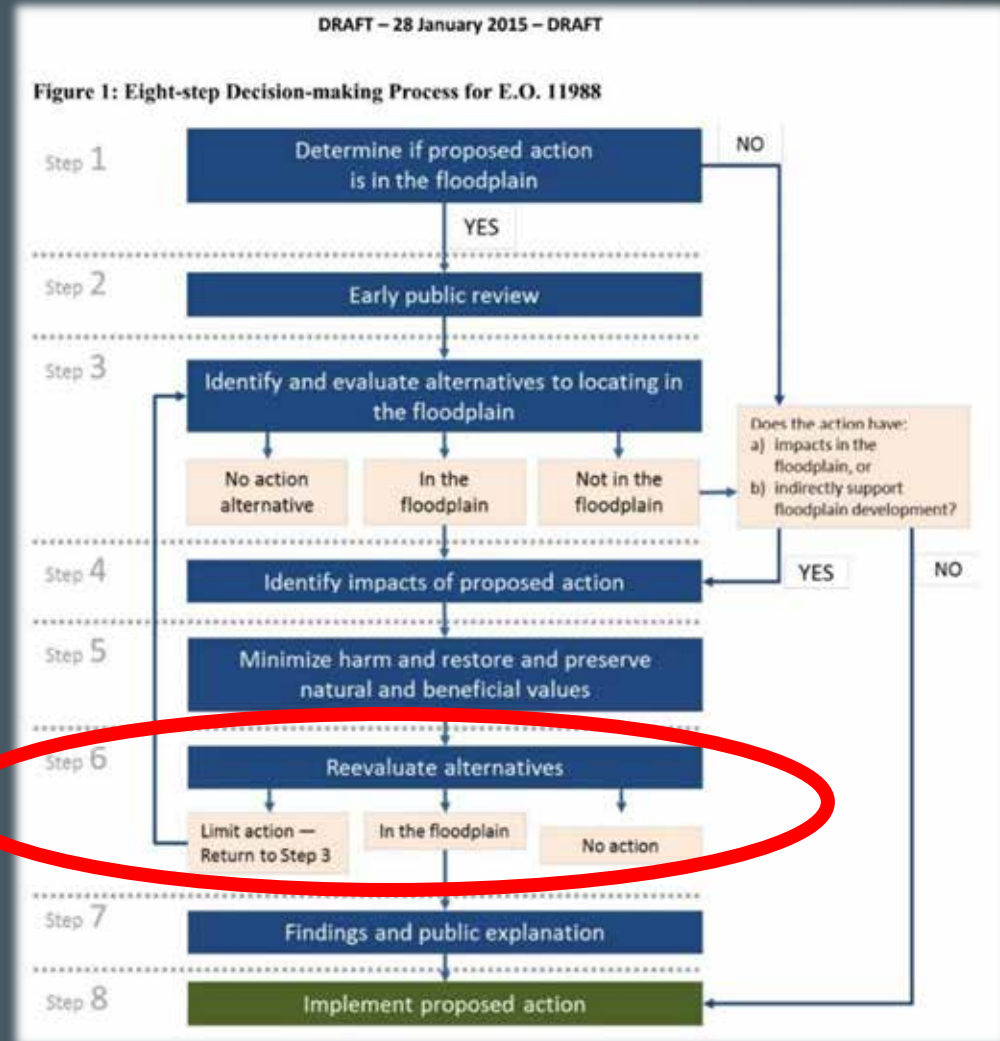 DRAFT – 28 January 2015 – DRAFT
Figure 1: Eight-step Decision-making Process for E.O. 11988
Step 1
Determine if proposed action
is in the floodplain
NO
YES
Step 2
Early public review
Step 3
Identify and evaluate alternatives to locating in
the floodplain
No action
alternative
In the
floodplain
Not in the
floodplain
Does the action have:
a) impacts in the
floodplain, or
b) indirectly support
floodplain development?
Step 4
Identify impacts of proposed action
YES
NO
Step 5
Minimize harm and restore and preserve
natural and beneficial values
Step 6
Reevaluate alternatives
Limit action —
Return to Step 3
In the floodplain
No action
Step 7
Findings and public explanation
Step 8
Implement proposed action